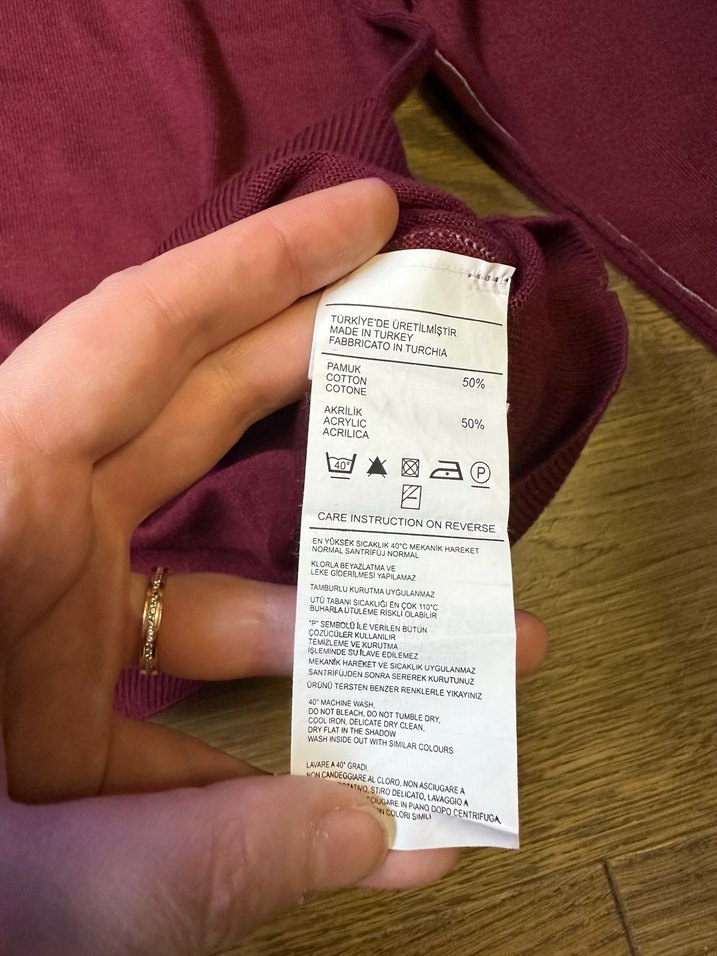 TÜRKİYE'DE ÜRETİLMİŞTİR
MADE IN TURKEY
FABBRICATO IN TURCHIA
PAMUK
COTTON 50%
COTONE
AKRİLİK
ACRYLIC 50%
ACRILICA
40° P
CARE INSTRUCTION ON REVERSE
EN YÜKSEK SICAKLIK 40°C MEKANİK HAREKET
NORMAL SANTRİFÜJ NORMAL
KLORLA BEYAZLATMA VE
LEKE GİDERİLMESİ YAPILAMAZ
TAMBURLU KURUTMA UYGULANMAZ
ÜTÜ TABANI SICAKLIĞI EN ÇOK 110°C
BUHARLA ÜTÜLEME RİSKLİ OLABİLİR
"P" SEMBOLÜ İLE VERİLEN BÜTÜN
ÇÖZÜCÜLER KULLANILIR
TEMİZLEME VE KURUTMA
İŞLEMİNDE SU İLAVE EDİLEMEZ
MEKANİK HAREKET VE SICAKLIK UYGULANMAZ
SANTRİFÜJDEN SONRA SEREREK KURUTUNUZ
ÜRÜNÜ TERSTEN BENZER RENKLERLE YIKAYINIZ
40° MACHINE WASH,
DO NOT BLEACH, DO NOT TUMBLE DRY,
COOL IRON, DELICATE DRY CLEAN,
DRY FLAT IN THE SHADOW
WASH INSIDE OUT WITH SIMILAR COLOURS
LAVARE A 40° GRADI,
NON CANDEGGIARE AL CLORO, NON ASCIUGARE A
STIRO DELICATO, LAVAGGIO A
IN PIANO DOPO CENTRIFUGA,
COLORI SIMILI